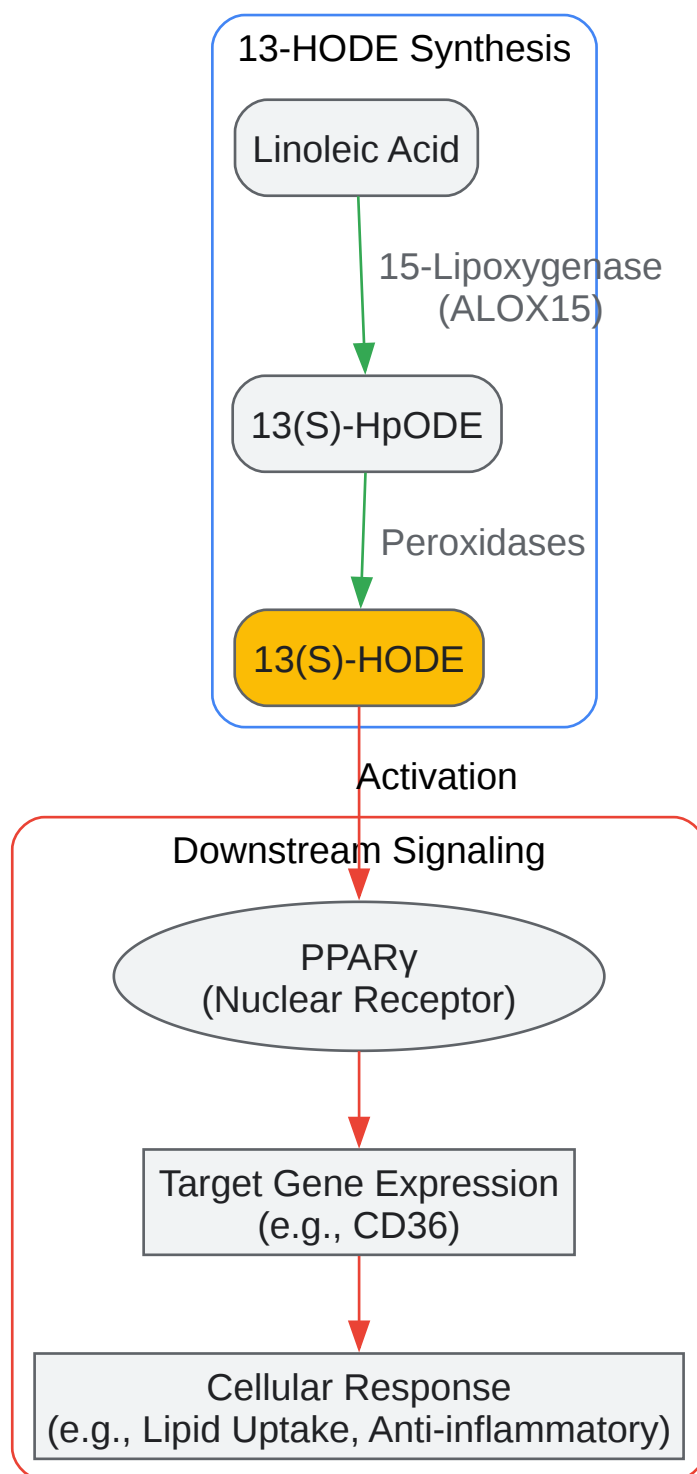 13-HODE Synthesis
Linoleic Acid
15-Lipoxygenase
(ALOX15)
13(S)-HpODE
Peroxidases
13(S)-HODE
Activation
Downstream Signaling
PPARγ
(Nuclear Receptor)
Target Gene Expression
(e.g., CD36)
Cellular Response
(e.g., Lipid Uptake, Anti-inflammatory)